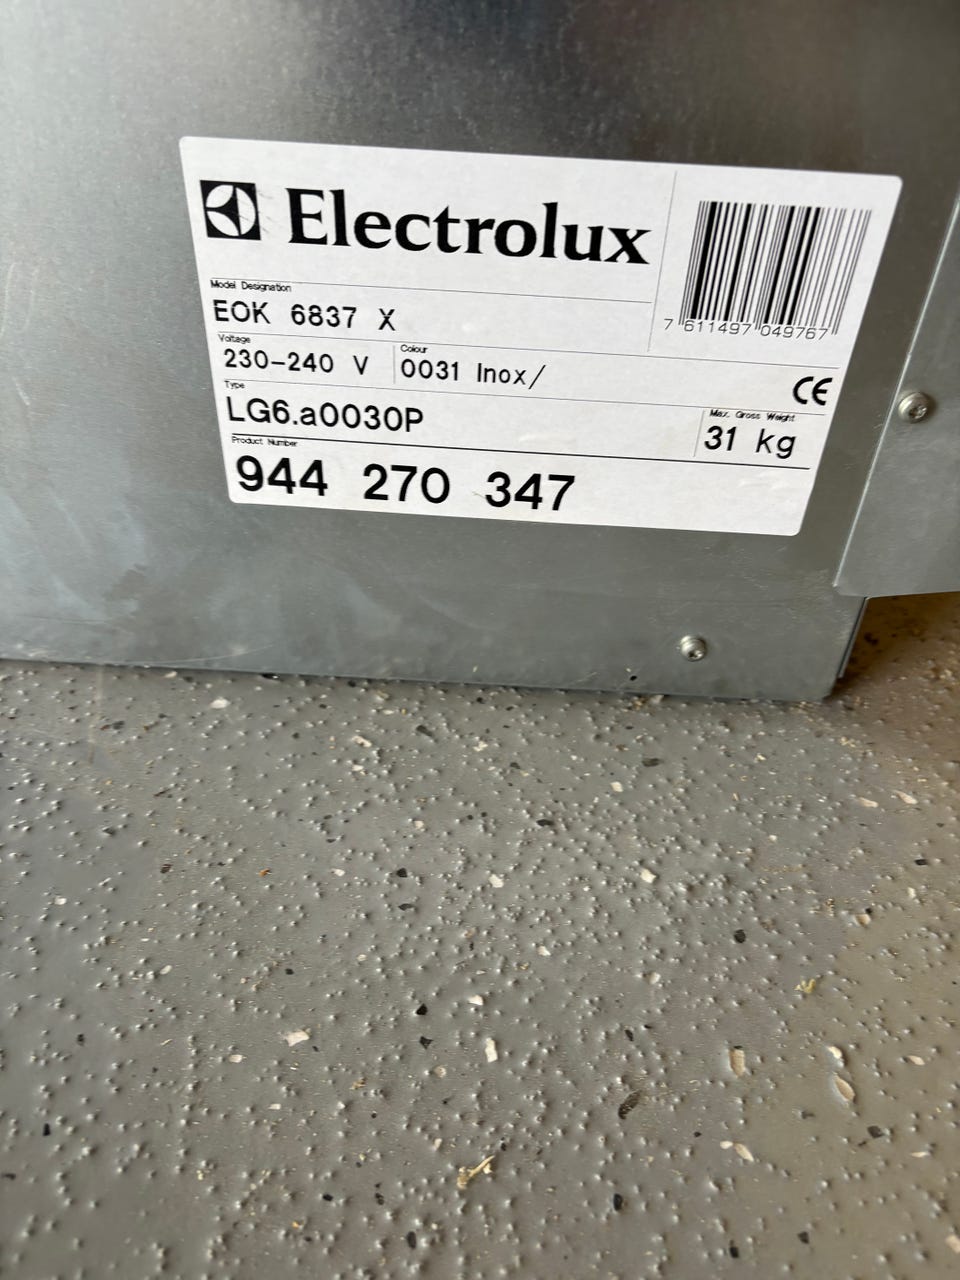 Electrolux
Model Designation
EOK 6837 X
7 611497 049767
Voltage
230-240 V
Colour
0031 Inox/
CE
Type
LG6.a0030P
Max. Gross Weight
31 kg
Product Number
944 270 347